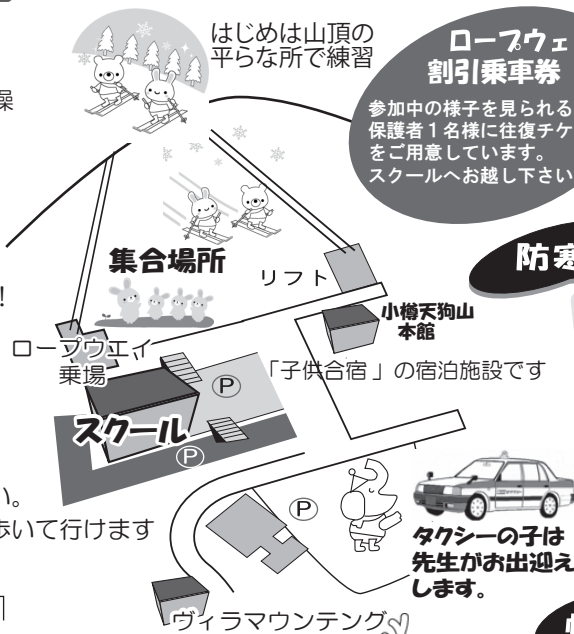 はじめは山頂の
平らな所で練習
ロープウェ
割引乗車券
参加中の様子を見られる
保護者1名様に往復チケ
をご用意しています。
スクールへお越し下さい
操
防寒
集合場所
リフト
!
小樽天狗山
本館
ロープウエイ
乗場
「子供合宿」の宿泊施設です
P
スクール
P
い。
歩いて行けます
P
タクシーの子は
先生がお出迎え
します。
ヴィラマウンテング